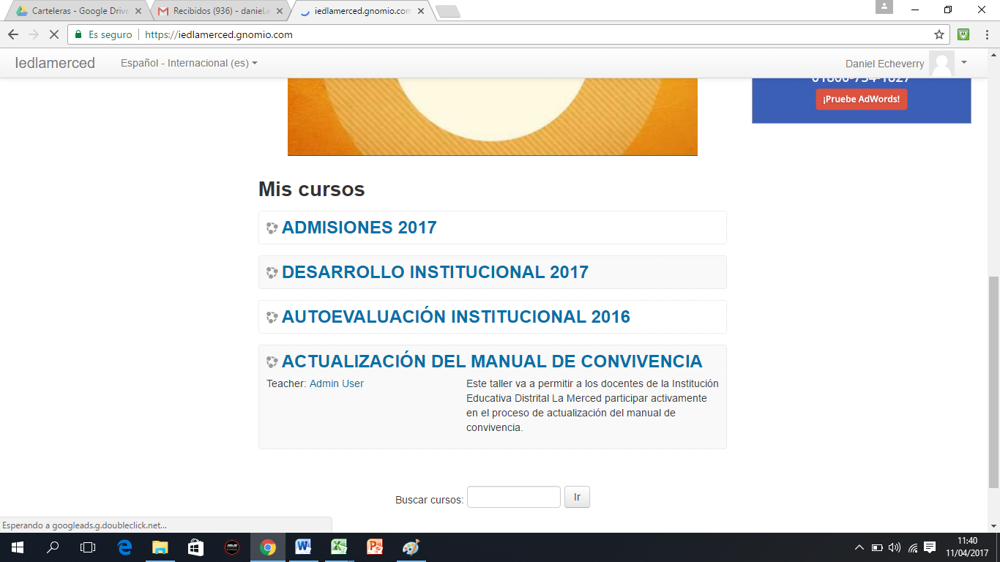 Carteleras - Google Drive
Recibidos (936) - daniel.e
iedlamerced.gnomio.com
Es seguro
https://iedlamerced.gnomio.com
Iedlamerced
Español - Internacional (es)
Daniel Echeverry
¡Pruebe AdWords!
Mis cursos
ADMISIONES 2017
DESARROLLO INSTITUCIONAL 2017
AUTOEVALUACIÓN INSTITUCIONAL 2016
ACTUALIZACIÓN DEL MANUAL DE CONVIVENCIA
Teacher: Admin User
Este taller va a permitir a los docentes de la Institución
Educativa Distrital La Merced participar activamente
en el proceso de actualización del manual de
convivencia.
Buscar cursos:
Ir
Esperando a googleads.g.doubleclick.net...
11:40
11/04/2017